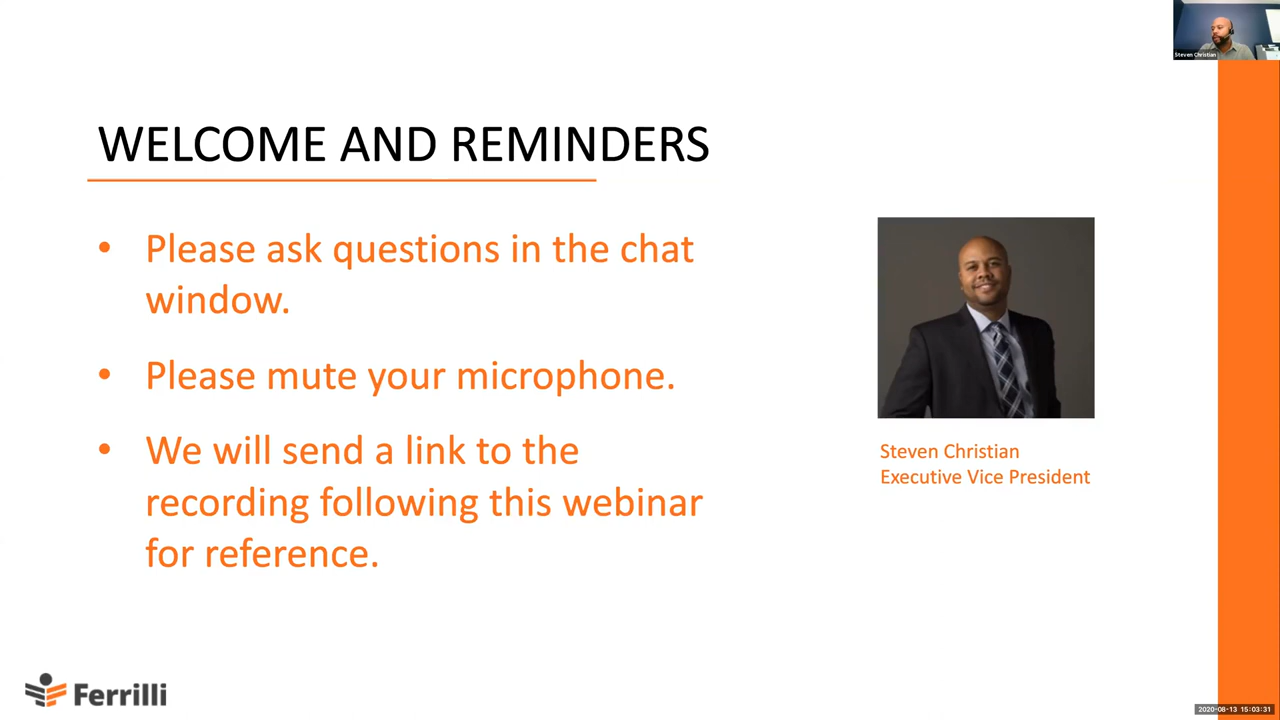 Steven Christian
WELCOME AND REMINDERS
• Please ask questions in the chat
window.
• Please mute your microphone.
• We will send a link to the
recording following this webinar
for reference.
Steven Christian
Executive Vice President
Ferrilli
2020-08-13 15:03:31